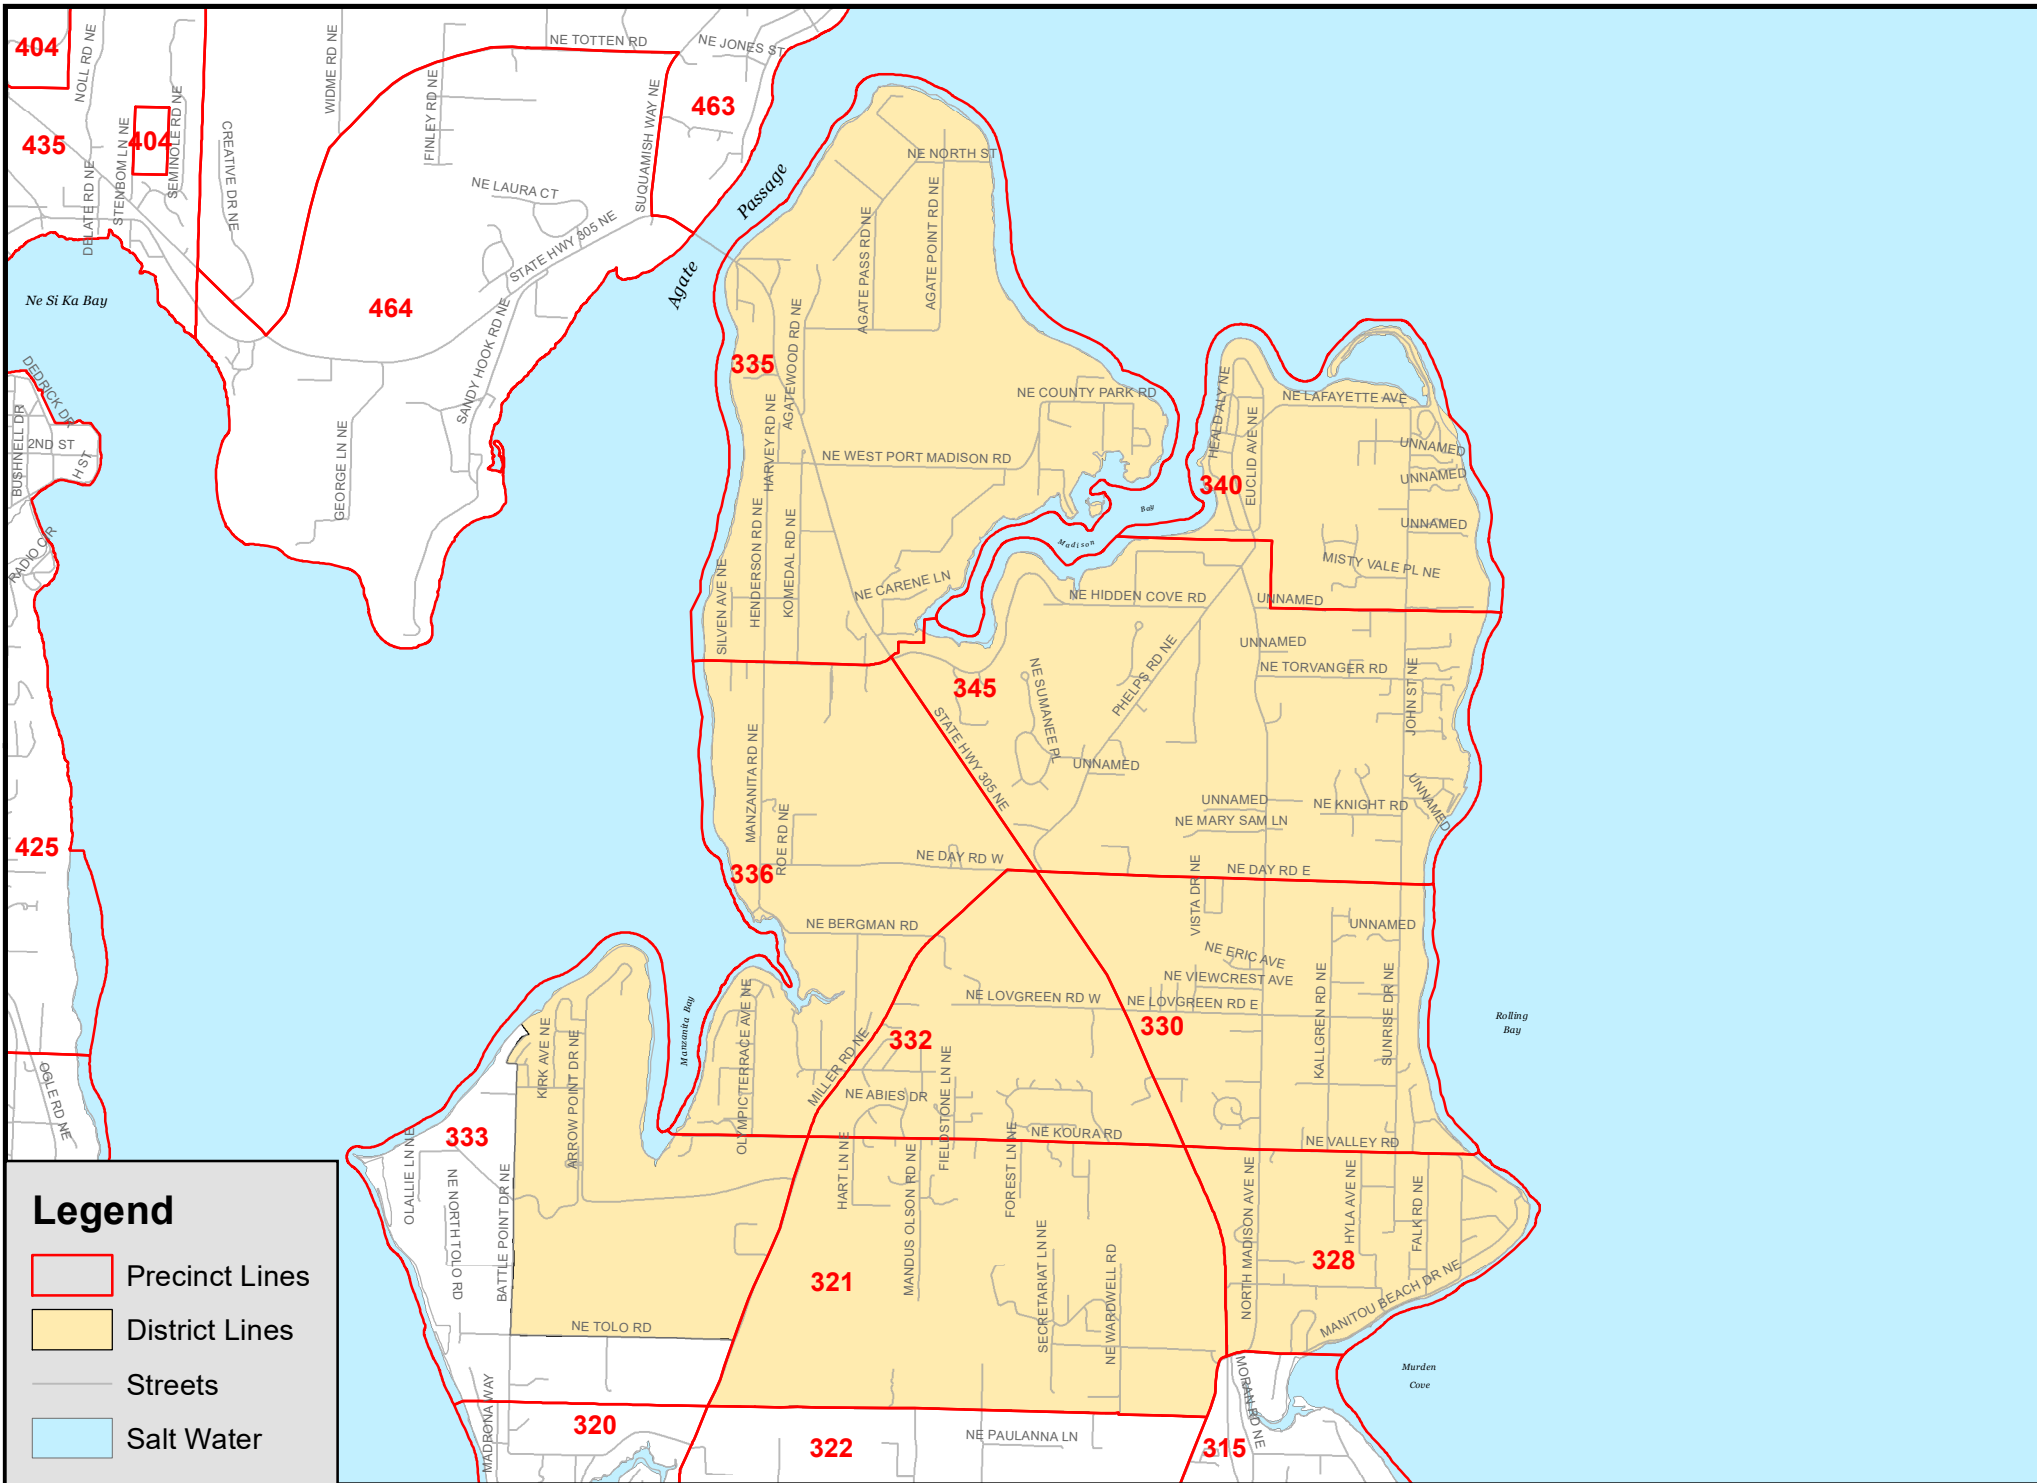 404
NOLL RD NE
WIDME RD NE
NE TOTTEN RD
NE JONES ST
463
435
404
STENBOM LN NE
SEMINOLE RD NE
DELATE RD NE
CREATIVE DR NE
FINLEY RD NE
SUQUAMISH WAY NE
NE LAURA CT
STATE HWY 305 NE
Agate Passage
NE NORTH ST
AGATE PASS RD NE
AGATE POINT RD NE
Ne Si Ka Bay
464
SANDY HOOK RD NE
GEORGE LN NE
335
AGATEWOOD RD NE
DEDRICK DR
BUSHNELL DR
2ND ST
H ST
RADIO CIR
HARVEY RD NE
NE COUNTY PARK RD
NE WEST PORT MADISON RD
HEALD ALY NE
EUCLID AVE NE
NE LAFAYETTE AVE
UNNAMED
UNNAMED
UNNAMED
340
Madison Bay
MISTY VALE PL NE
HENDERSON RD NE
KOMEDAL RD NE
SILVEN AVE NE
NE CARENE LN
NE HIDDEN COVE RD
UNNAMED
UNNAMED
NE TORVANGER RD
345
NE SUMANEE PL
PHELPS RD NE
JOHN ST NE
STATE HWY 305 NE
UNNAMED
UNNAMED
NE KNIGHT RD
UNNAMED
NE MARY SAM LN
MANZANITA RD NE
ROE RD NE
425
336
NE DAY RD W
NE DAY RD E
VISTA DR NE
NE BERGMAN RD
UNNAMED
NE ERIC AVE
NE VIEWCREST AVE
NE LOVGREEN RD W
NE LOVGREEN RD E
330
332
KALLGREN RD NE
SUNRISE DR NE
Rolling
Bay
Manzanita Bay
OLYMPIC TERRACE AVE NE
MILLER RD NE
KIRK AVE NE
ARROW POINT DR NE
OGLE RD NE
NE ABIES DR
FIELDSTONE LN NE
333
NE KOURA RD
NE VALLEY RD
OLALLIE LN NE
NE NORTH TOLO RD
BATTLE POINT DR NE
HART LN NE
MANDUS OLSON RD NE
FOREST LN NE
SECRETARIAT LN NE
NE WARDWELL RD
NORTH MADISON AVE NE
HYLA AVE NE
FALK RD NE
328
321
MANITOU BEACH DR NE
NE TOLO RD
Murden
Cove
MADRONA WAY
MORAN RD NE
320
322
NE PAULANNA LN
315
Legend
Precinct Lines
District Lines
Streets
Salt Water